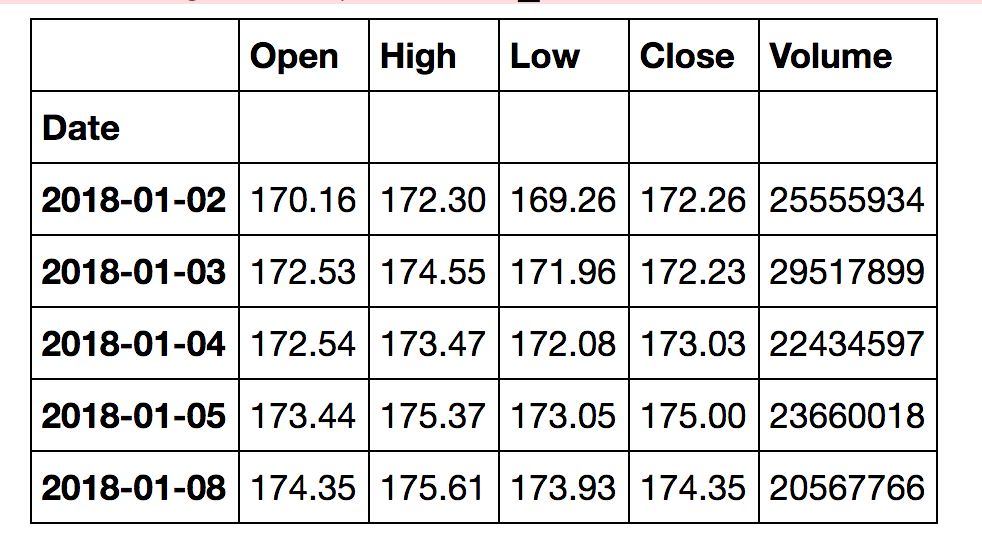 Open High Low Close Volume
Date
2018-01-02 170.16 172.30 169.26 172.26 25555934
2018-01-03 172.53 174.55 171.96 172.23 29517899
2018-01-04 172.54 173.47 172.08 173.03 22434597
2018-01-05 173.44 175.37 173.05 175.00 23660018
2018-01-08 174.35 175.61 173.93 174.35 20567766